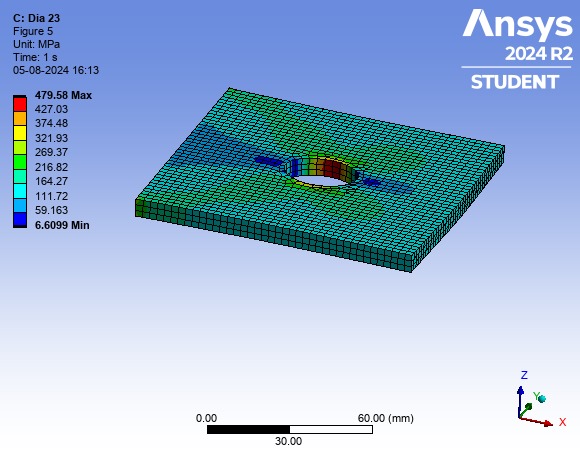 C: Dia 23
Figure 5
Unit: MPa
Time: 1 s
05-08-2024 16:13
479.58 Max
427.03
374.48
321.93
269.37
216.82
164.27
111.72
59.163
6.6099 Min
Ansys
2024 R2
STUDENT
0.00
60.00 (mm)
30.00
Z
Y
X